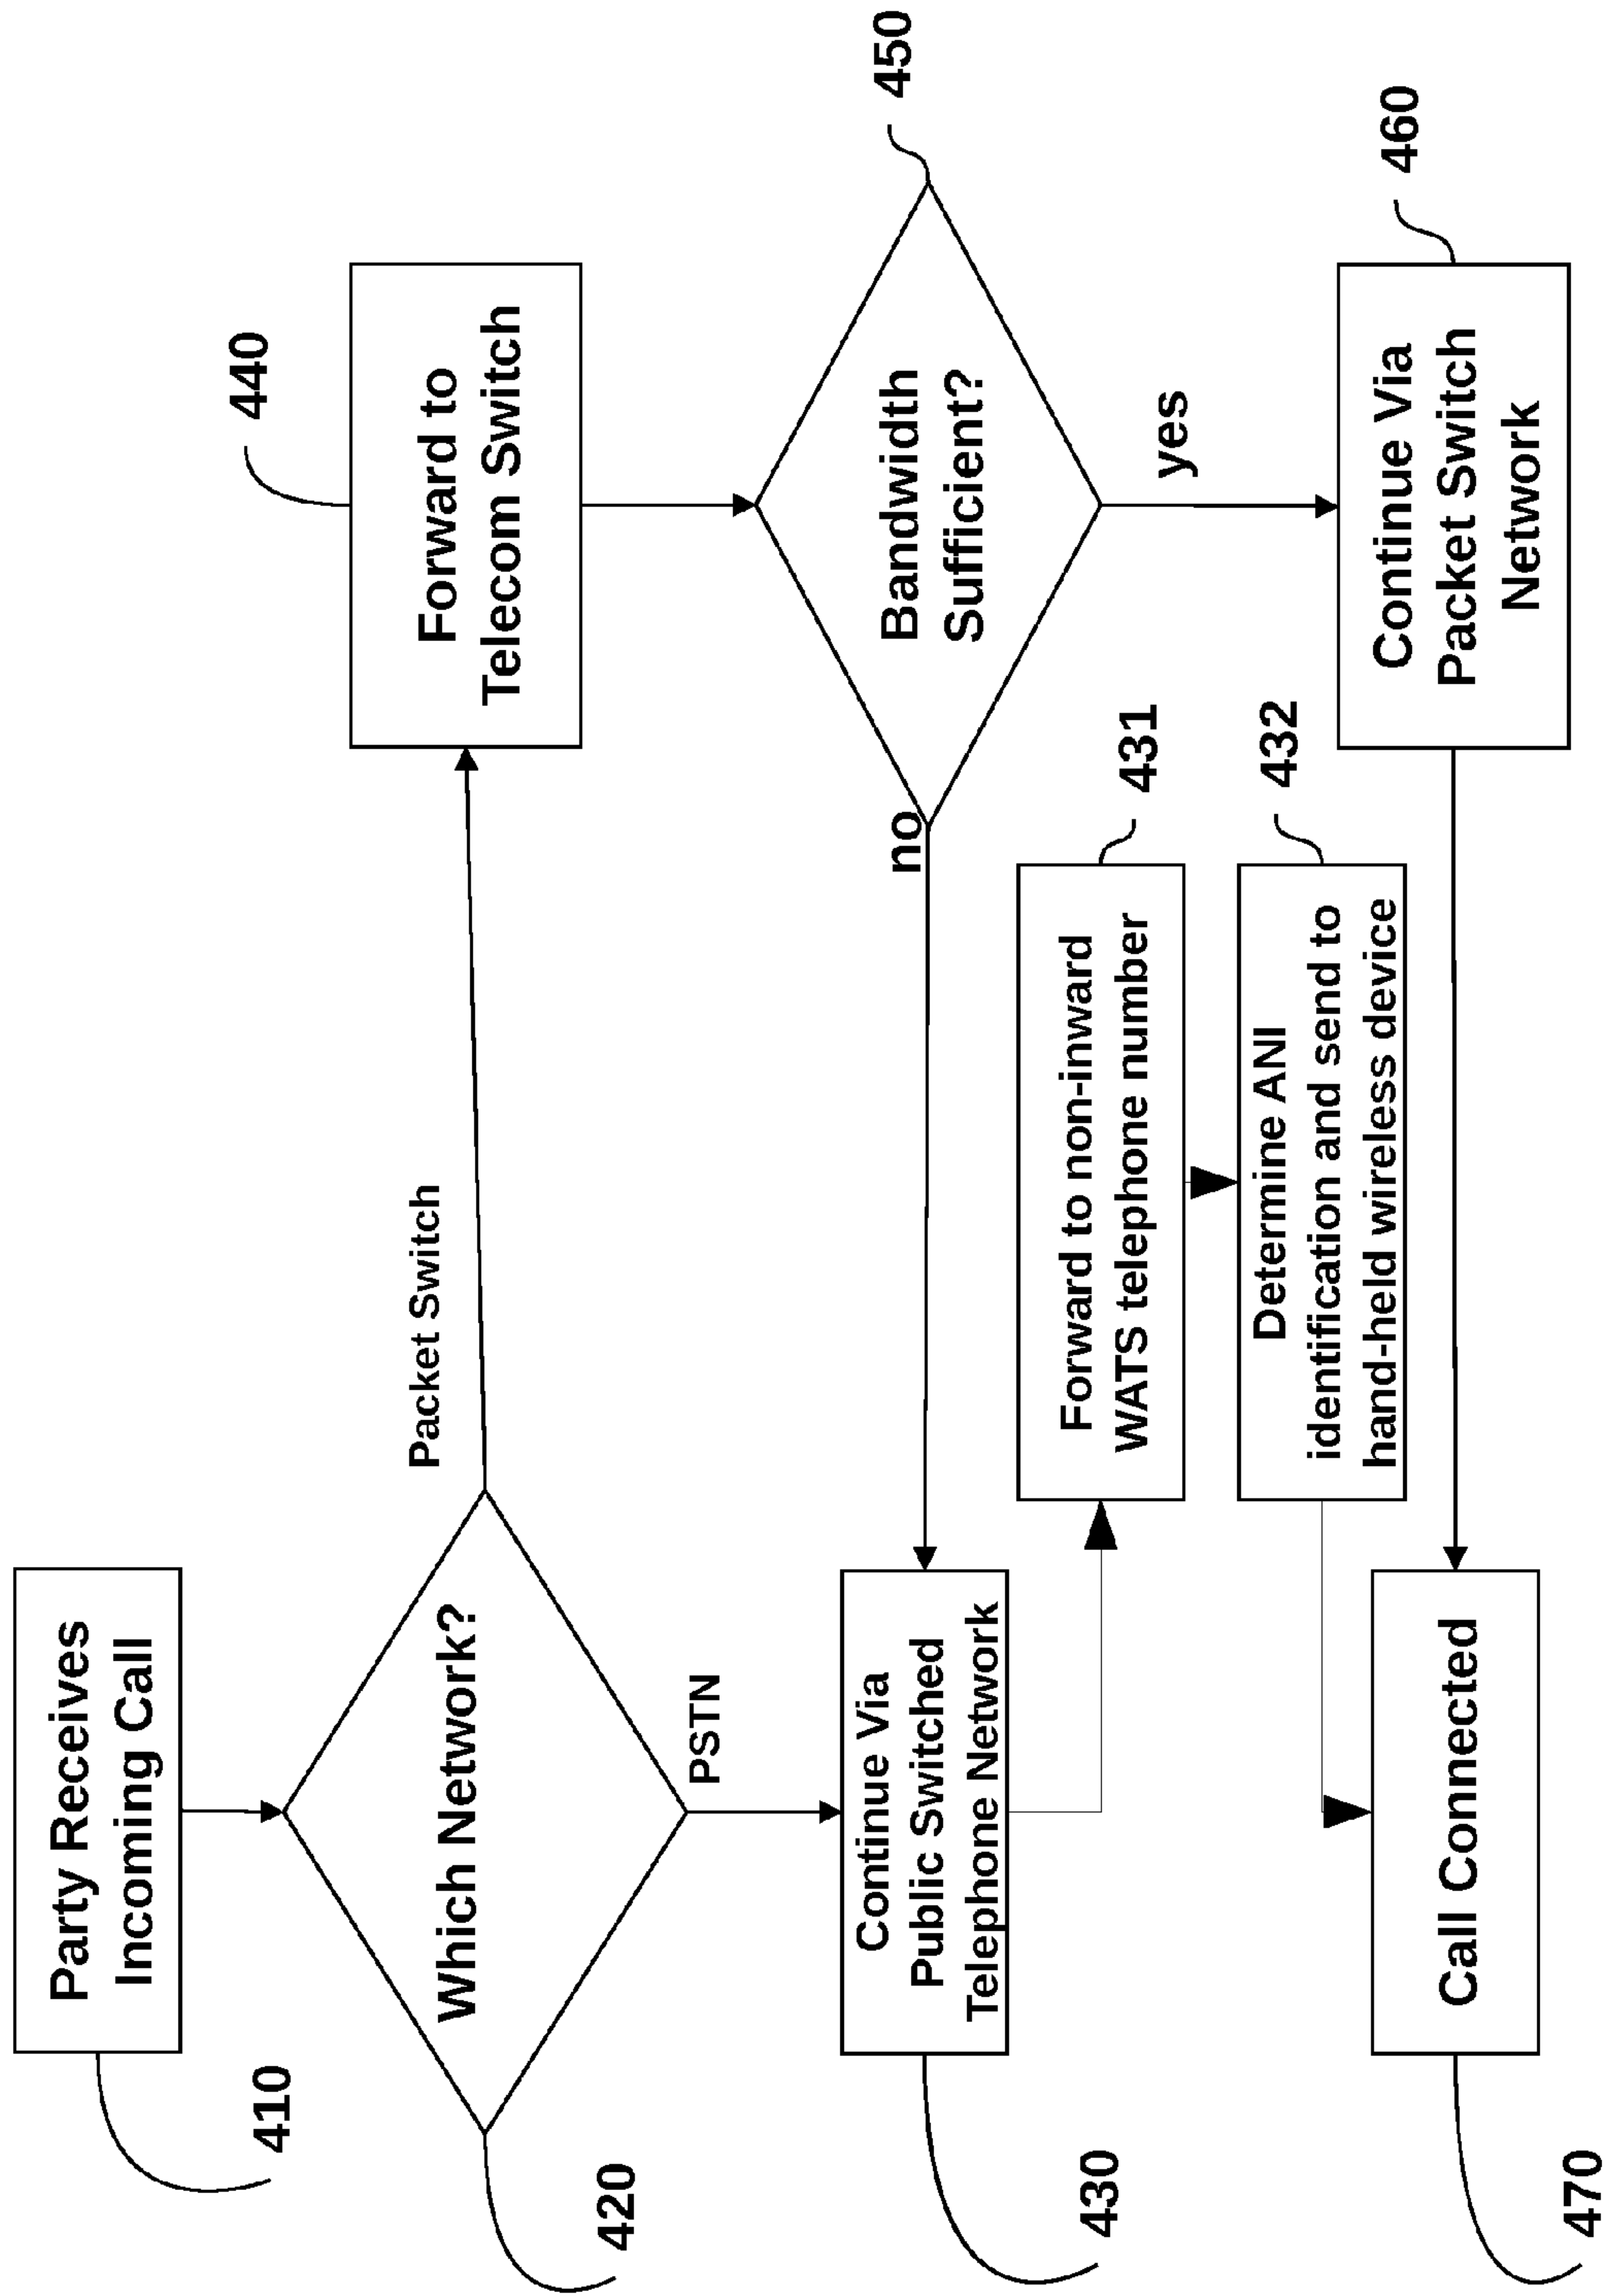 Party Receives
Incoming Call
410
Which Network?
420
Packet Switch
PSTN
Forward to
Telecom Switch
440
Bandwidth
Sufficient?
450
no
yes
Continue Via
Public Switched
Telephone Network
430
Forward to non-inward
WATS telephone number
431
Determine ANI
identification and send to
hand-held wireless device
432
Continue Via
Packet Switch
Network
460
Call Connected
470